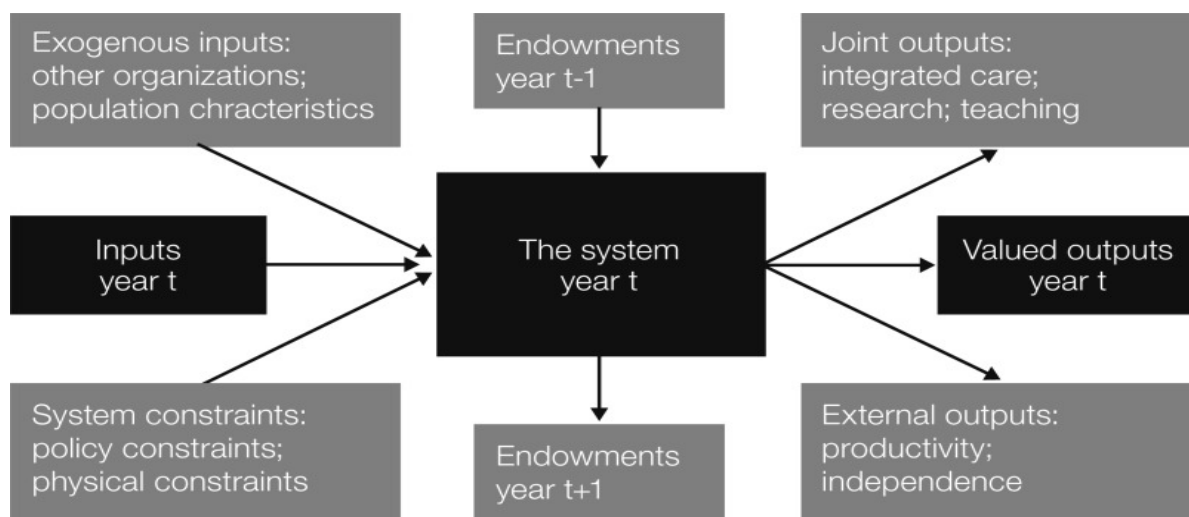 Exogenous inputs:
other organizations;
population chracteristics
Endowments
year t-1
Joint outputs:
integrated care;
research; teaching
Inputs
year t
The system
year t
Valued outputs
year t
System constraints:
policy constraints;
physical constraints
Endowments
year t+1
External outputs:
productivity;
independence